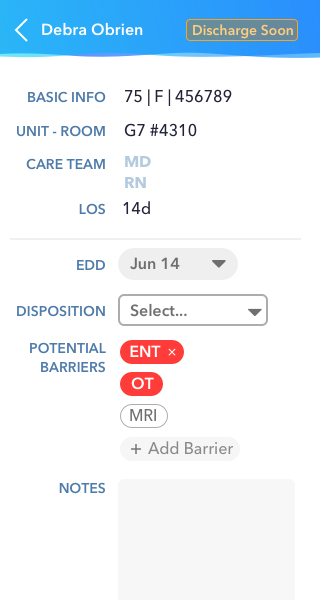 Debra Obrien Discharge Soon
BASIC INFO 75 | F | 456789
UNIT - ROOM G7 #4310
CARE TEAM MD
RN
LOS 14d
EDD Jun 14
DISPOSITION Select...
POTENTIAL BARRIERS ENT ×
OT
MRI
+ Add Barrier
NOTES